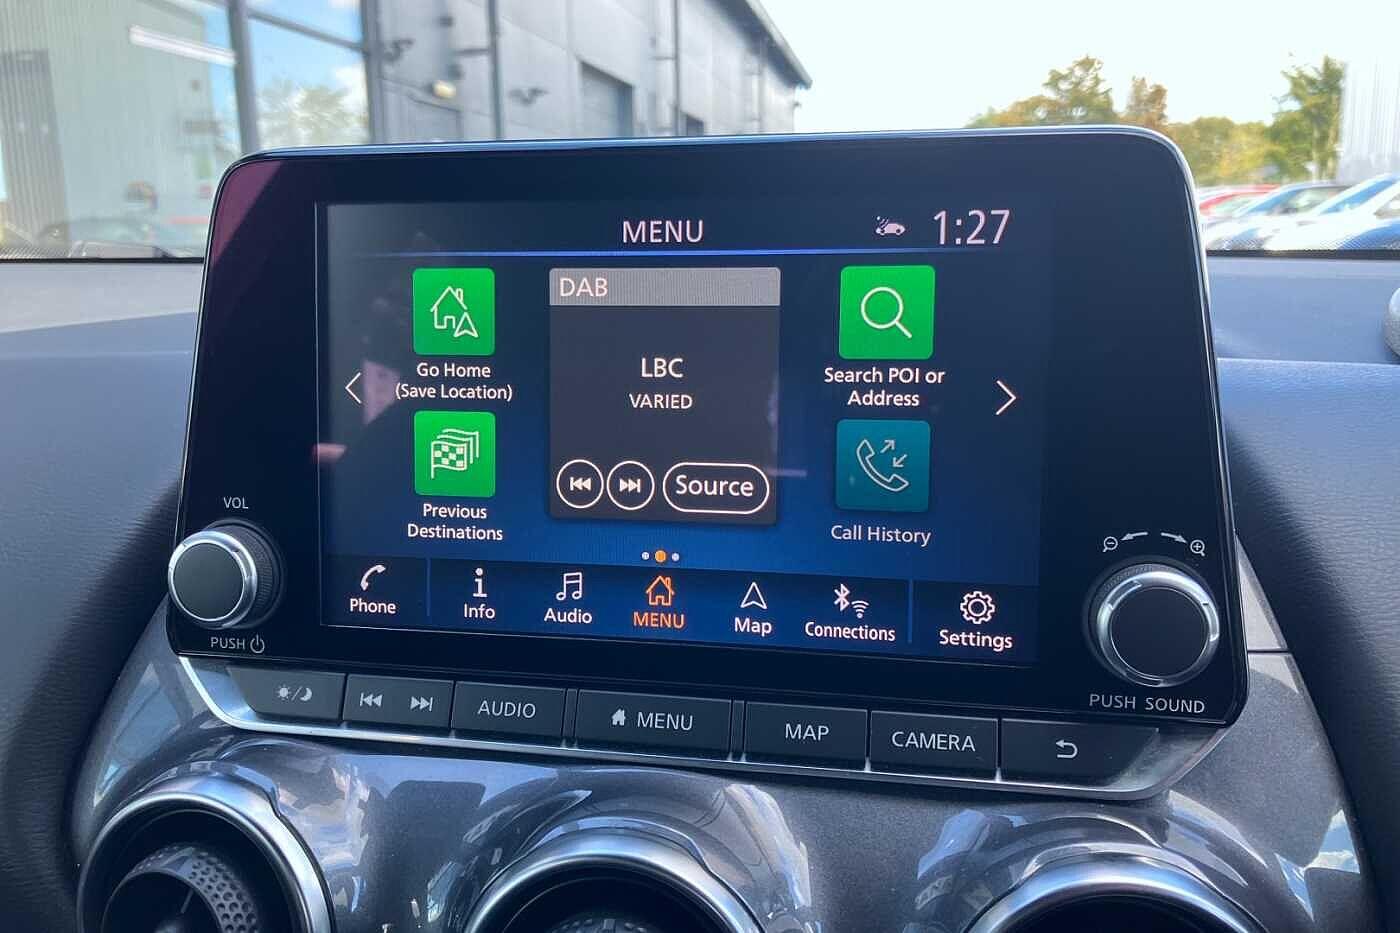 MENU
1:27
Go Home
(Save Location)
DAB
LBC
VARIED
Source
Search POI or
Address
Previous
Destinations
Call History
Phone
Info
Audio
MENU
Map
Connections
Settings
VOL
PUSH
PUSH SOUND
AUDIO
MENU
MAP
CAMERA